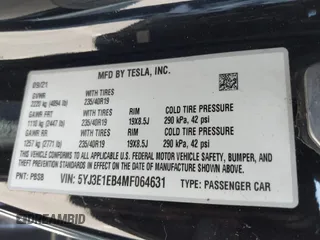 MFD BY TESLA, INC.
09/21
GVWR
2220 kg (4894 lb)
GAWR FRT WITH TIRES RIM COLD TIRE PRESSURE
1110 kg (2447 lb) 235/40R19 19X8.5J 290 kPa, 42 psi
GAWR RR WITH TIRES RIM COLD TIRE PRESSURE
1257 kg (2771 lb) 235/40R19 19X8.5J 290 kPa, 42 psi
THIS VEHICLE CONFORMS TO ALL APPLICABLE U.S. FEDERAL MOTOR VEHICLE
SAFETY, BUMPER, AND THEFT PREVENTION STANDARDS IN
EFFECT ON THE DATE OF MANUFACTURE SHOWN ABOVE.
PNT: PBSB VIN: 5YJ3E1EB4MF064631 TYPE: PASSENGER CAR